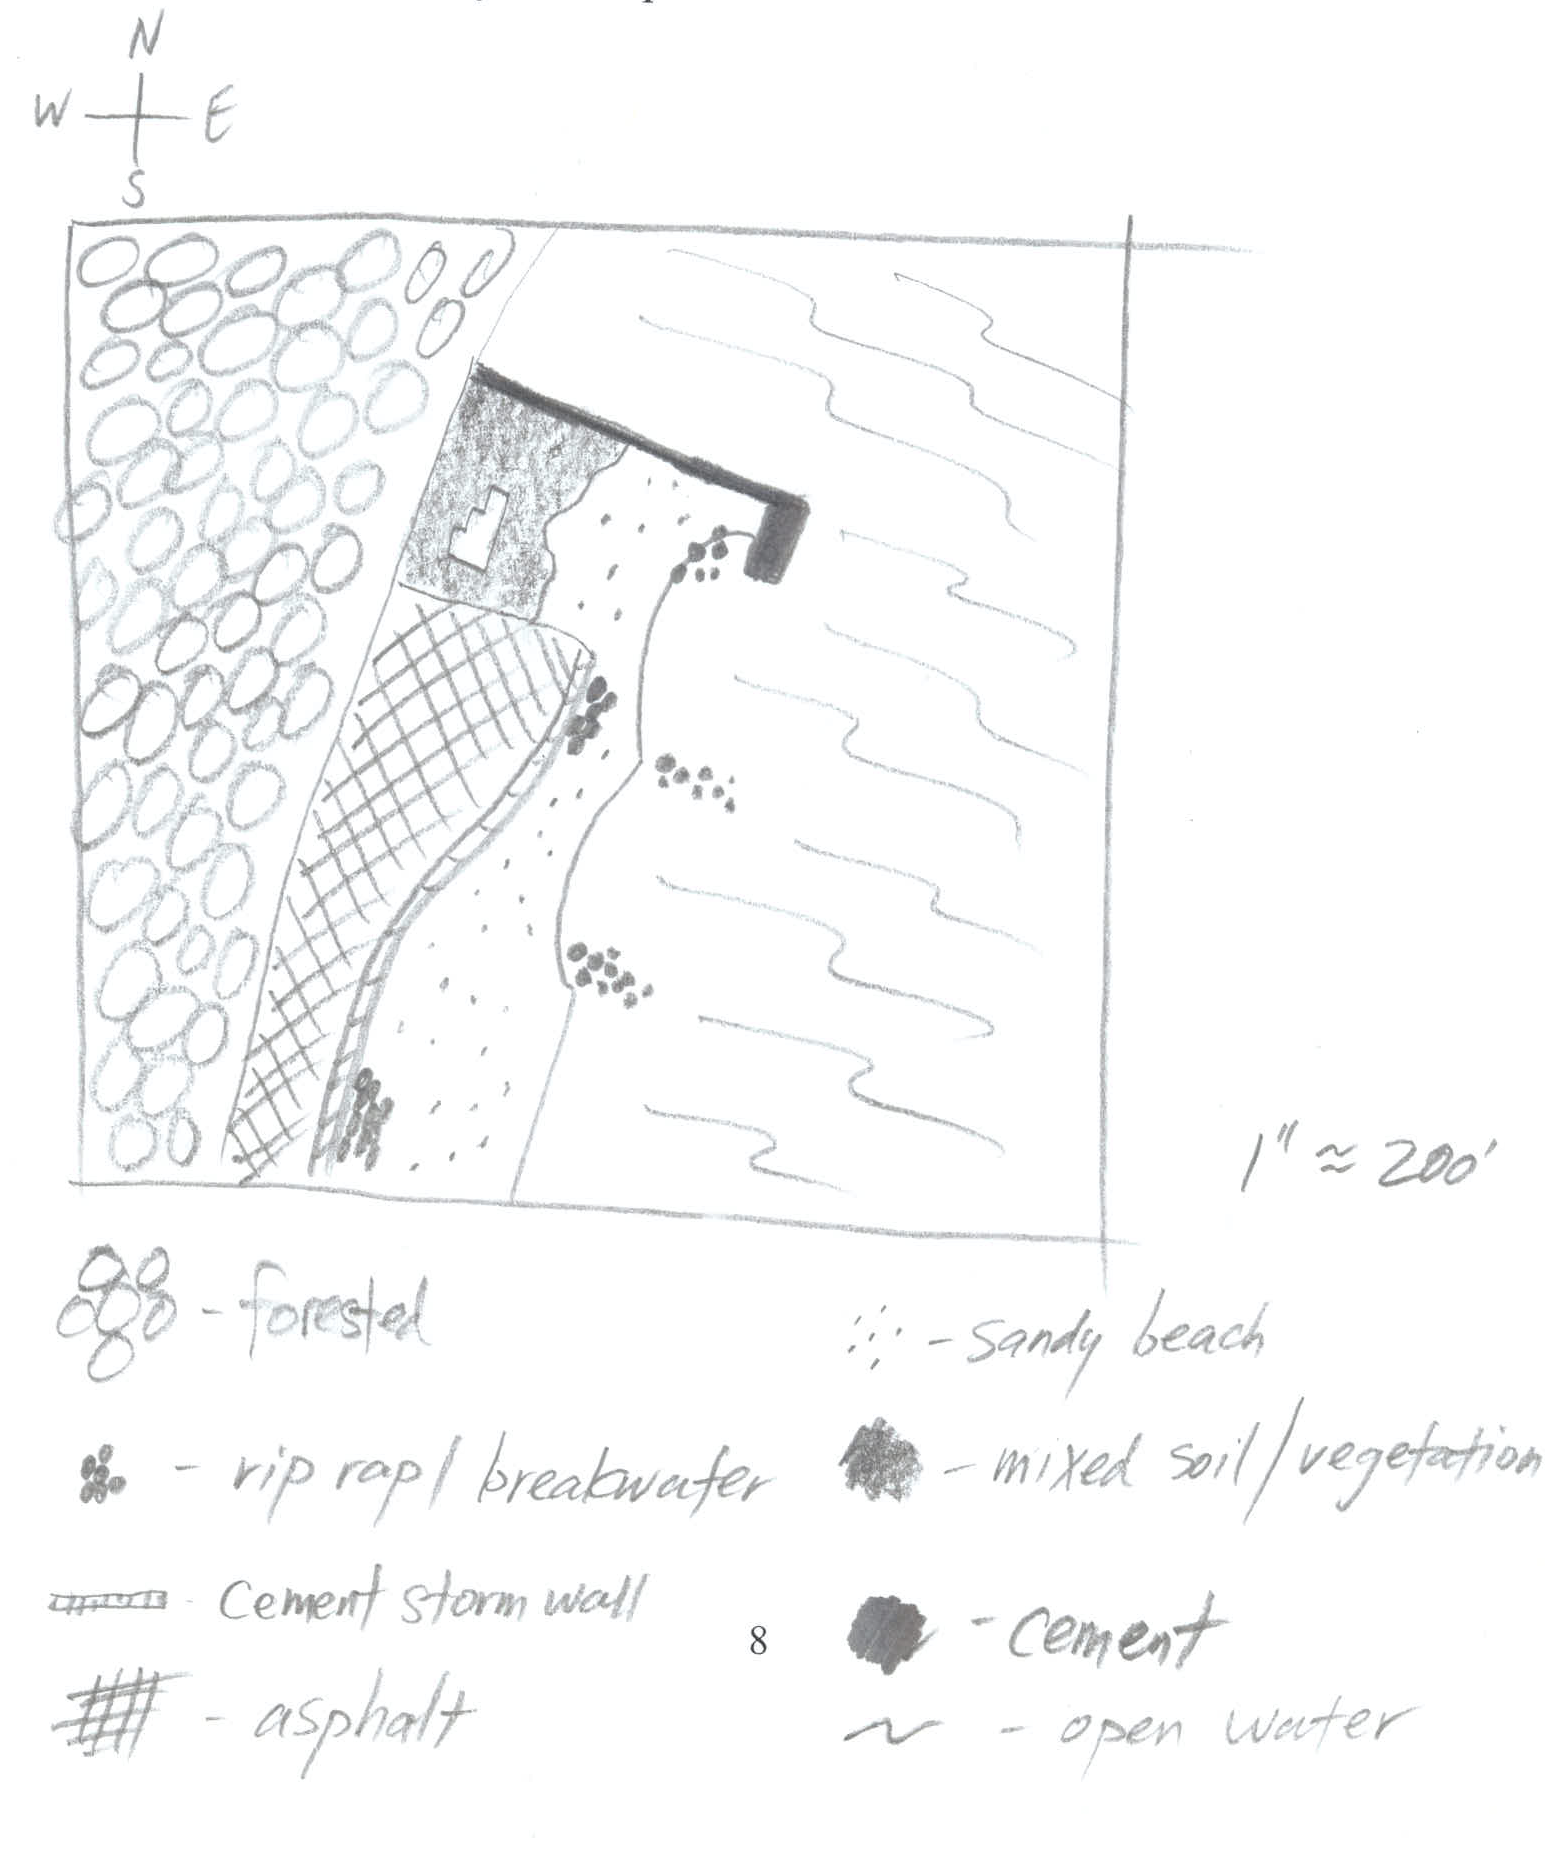 N
W E
S
1" ≈ 200'
- forested
- sandy beach
- rip rap / breakwater
- mixed soil/vegetation
- cement storm wall
- cement
8
- asphalt
- open water